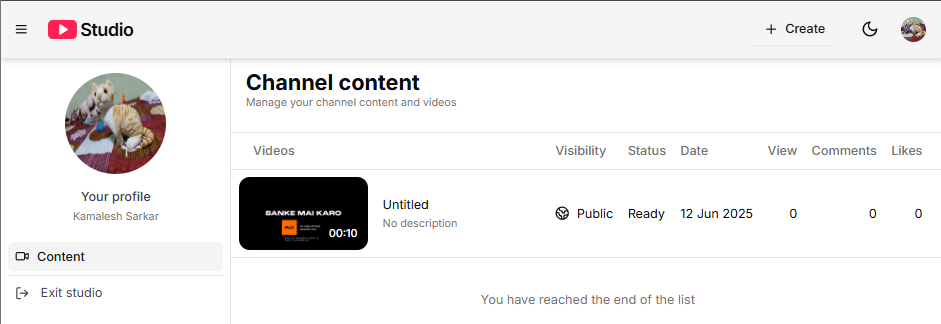 Studio
Create
Your profile
Kamalesh Sarkar
Content
Exit studio
Channel content
Manage your channel content and videos
Videos Visibility Status Date View Comments Likes
BANKE MAI KARO
00:10
Untitled
No description
Public Ready 12 Jun 2025 0 0 0
You have reached the end of the list